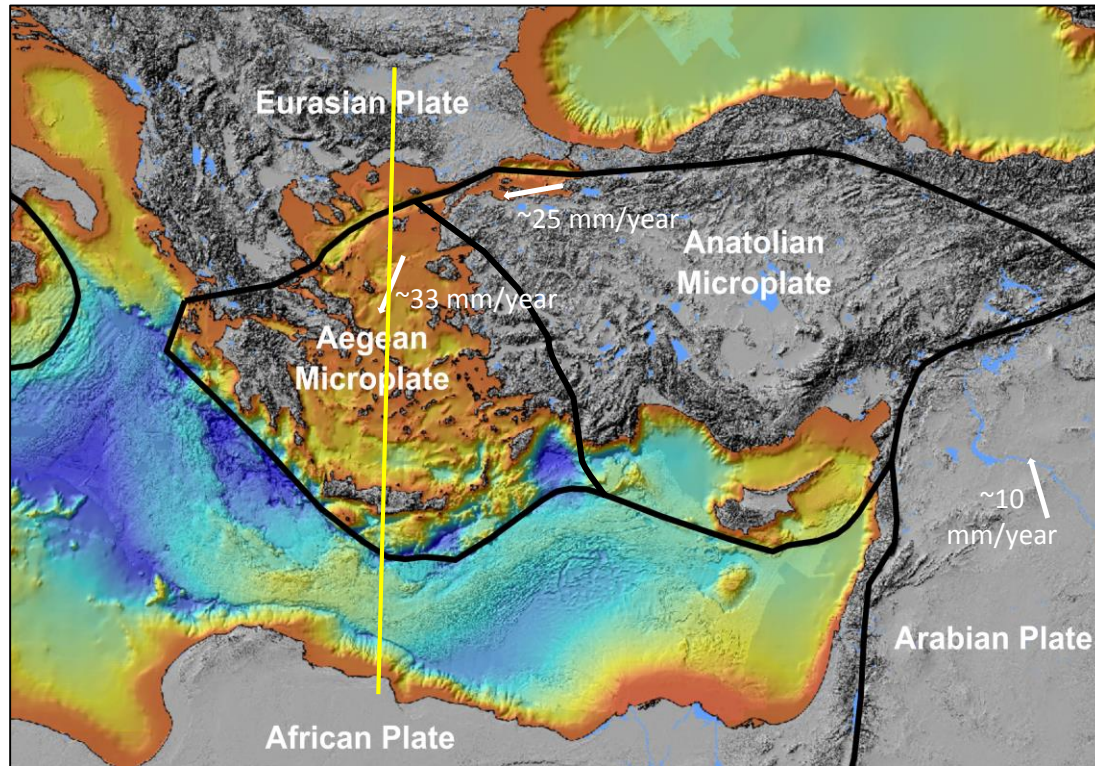 Eurasian Plate
~25 mm/year
Anatolian
Microplate
~33 mm/year
Aegean
Microplate
~10
mm/year
Arabian Plate
African Plate